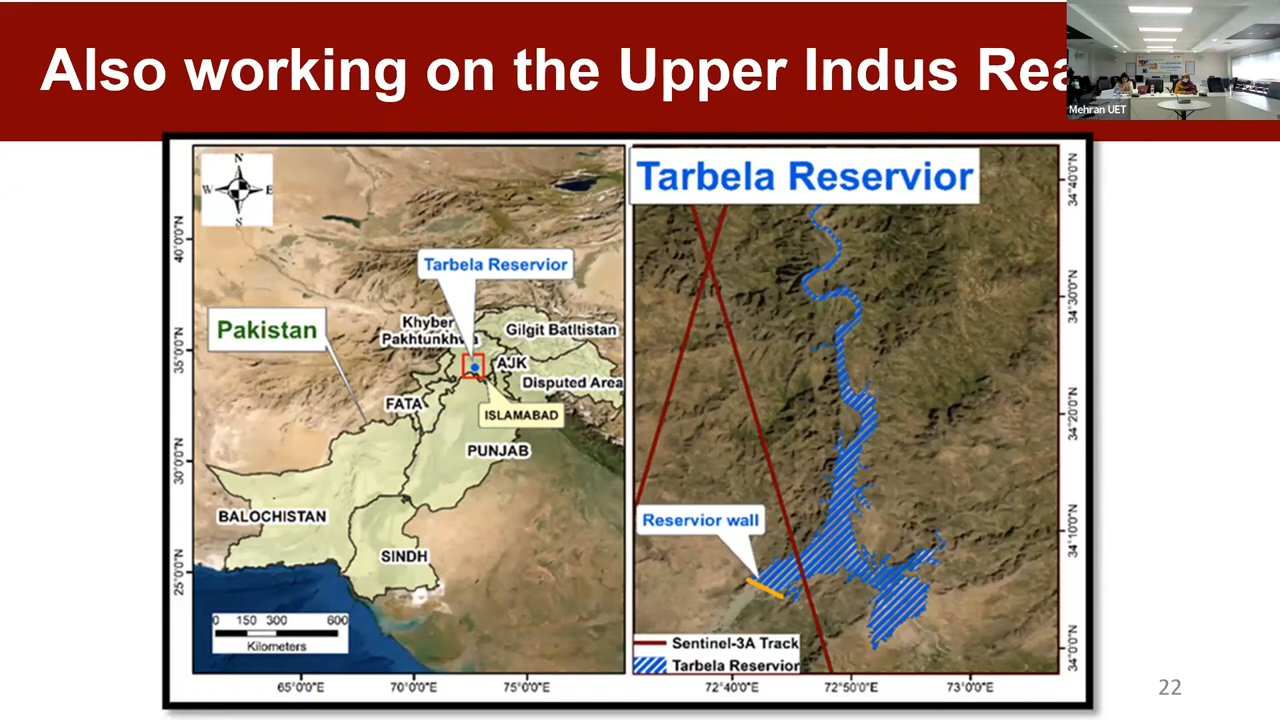 Also working on the Upper Indus Rea
Mehran UET
N
W E
S
Tarbela Reservior
Pakistan
Khyber
Pakhtunkhwa
Gilgit Batltistan
AJK
Disputed Area
FATA
ISLAMABAD
PUNJAB
BALOCHISTAN
SINDH
0 150 300 600
Kilometers
40°0'0"N
35°0'0"N
30°0'0"N
25°0'0"N
65°0'0"E 70°0'0"E 75°0'0"E
Tarbela Reservior
Reservior wall
Sentinel-3A Track
Tarbela Reservior
34°40'0"N
34°30'0"N
34°20'0"N
34°10'0"N
34°0'0"N
72°40'0"E 72°50'0"E 73°0'0"E
22